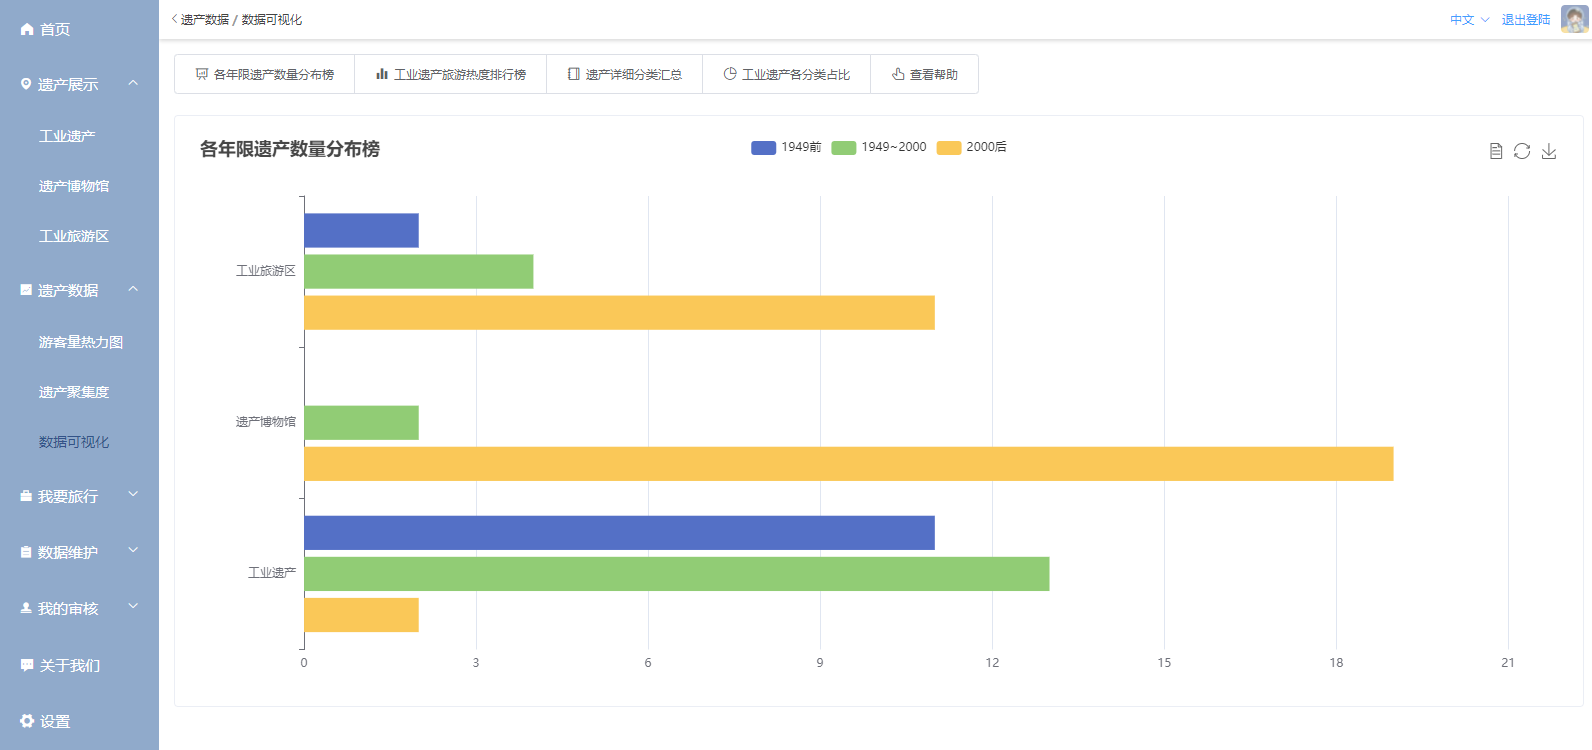 首页
遗产展示
工业遗产
遗产博物馆
工业旅游区
遗产数据
游客量热力图
遗产聚集度
数据可视化
我要旅行
数据维护
我的审核
关于我们
设置
遗产数据 / 数据可视化
中文 退出登陆
各年限遗产数量分布榜 工业遗产旅游热度排行榜 遗产详细分类汇总 工业遗产各分类占比 查看帮助
各年限遗产数量分布榜
1949前 1949~2000 2000后
工业旅游区
遗产博物馆
工业遗产
0 3 6 9 12 15 18 21